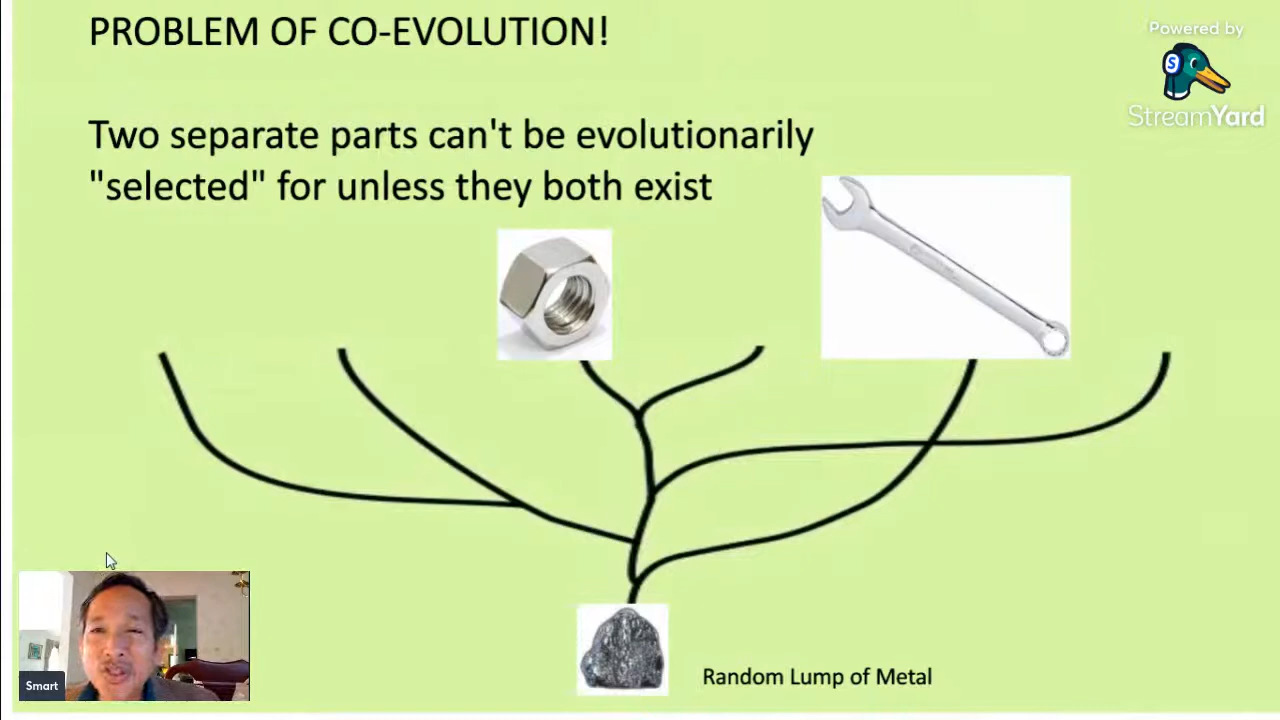 PROBLEM OF CO-EVOLUTION!
Powered by
S
StreamYard
Two separate parts can't be evolutionarily
"selected" for unless they both exist
Smart
Random Lump of Metal